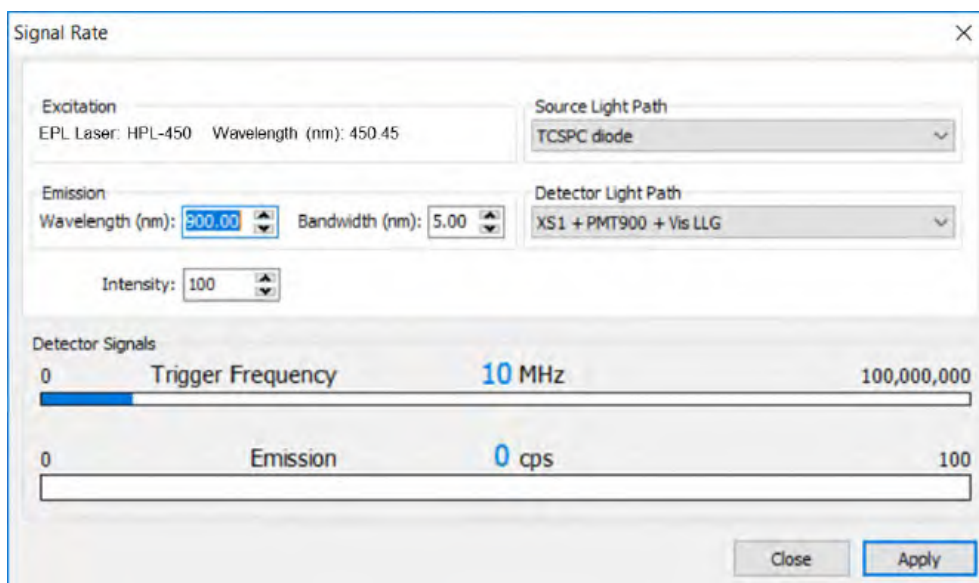 Signal Rate
Excitation
EPL Laser: HPL-450 Wavelength (nm): 450.45
Source Light Path
TCSPC diode
Emission
Wavelength (nm): 900.00 Bandwidth (nm): 5.00
Detector Light Path
XS1 + PMT900 + Vis LLG
Intensity: 100
Detector Signals
0 Trigger Frequency 10 MHz 100,000,000
0 Emission 0 cps 100
Close Apply